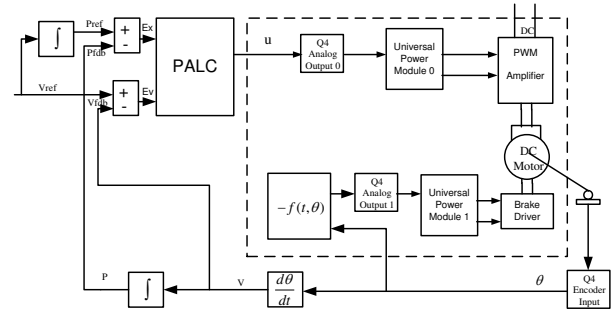 ∫
Pref
Pfdb
+
-
Ex
PALC
u
Q4
Analog
Output 0
Universal
Power
Module 0
DC
PWM
Amplifier
Vref
Vfdb
+
-
Ev
DC
Motor
-f(t,θ)
Q4
Analog
Output 1
Universal
Power
Module 1
Brake
Driver
P
∫
V
dθ
dt
θ
Q4
Encoder
Input